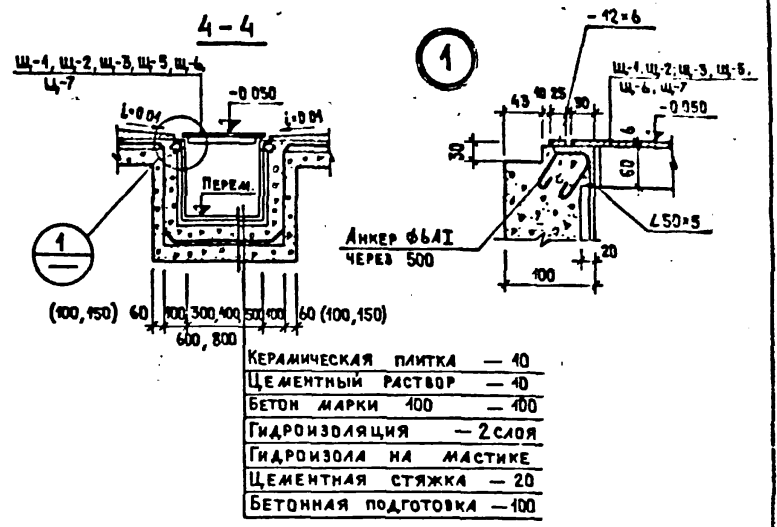 4-4
Щ-1, Щ-2, Щ-3, Щ-5, Щ-6,
Щ-7
-0.050
i=0.01
i=0.01
Перем.
1
(100,150) 60 100 300,400, 500 100 60 (100,150)
600, 800
Керамическая плитка — 10
Цементный раствор — 10
Бетон марки 100 — 100
Гидроизоляция — 2 слоя
Гидроизола на мастике
Цементная стяжка — 20
Бетонная подготовка — 100
1
-12×6
Щ-1, Щ-2, Щ-3, Щ-5,
Щ-6, Щ-7
-0.050
43 10 25 30
30
6
60
∠50×5
Анкер ф6АI
через 500
20
100